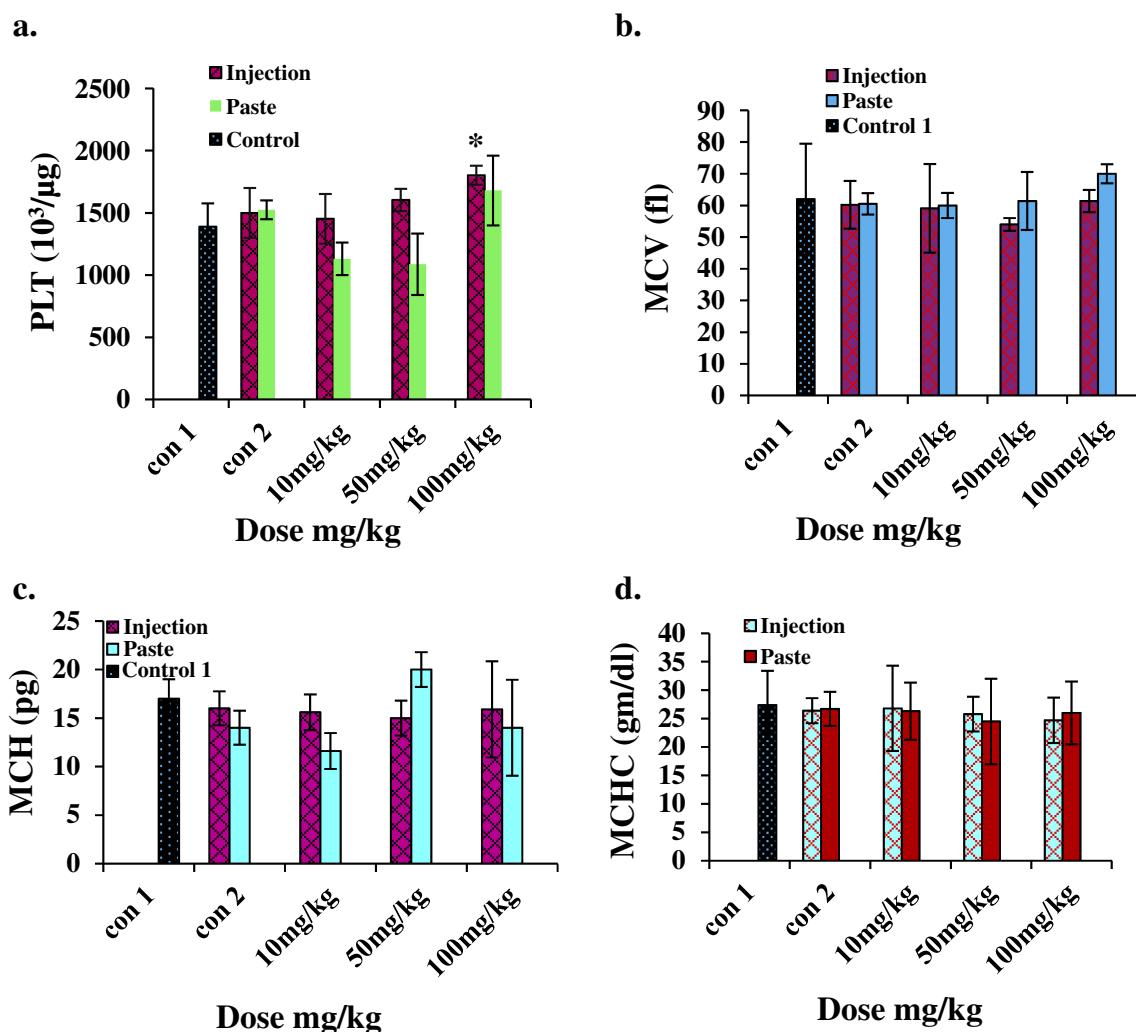 a.
Injection
Paste
Control
2500
2000
1500
1000
500
0
PLT (10³/µg)
*
con 1
con 2
10mg/kg
50mg/kg
100mg/kg
Dose mg/kg
b.
Injection
Paste
Control 1
90
80
70
60
50
40
30
20
10
0
MCV (fl)
con 1
con 2
10mg/kg
50mg/kg
100mg/kg
Dose mg/kg
c.
Injection
Paste
Control 1
25
20
15
10
5
0
MCH (pg)
con 1
con 2
10mg/kg
50mg/kg
100mg/kg
Dose mg/kg
d.
Injection
Paste
40
35
30
25
20
15
10
5
0
MCHC (gm/dl)
con 1
con 2
10mg/kg
50mg/kg
100mg/kg
Dose mg/kg